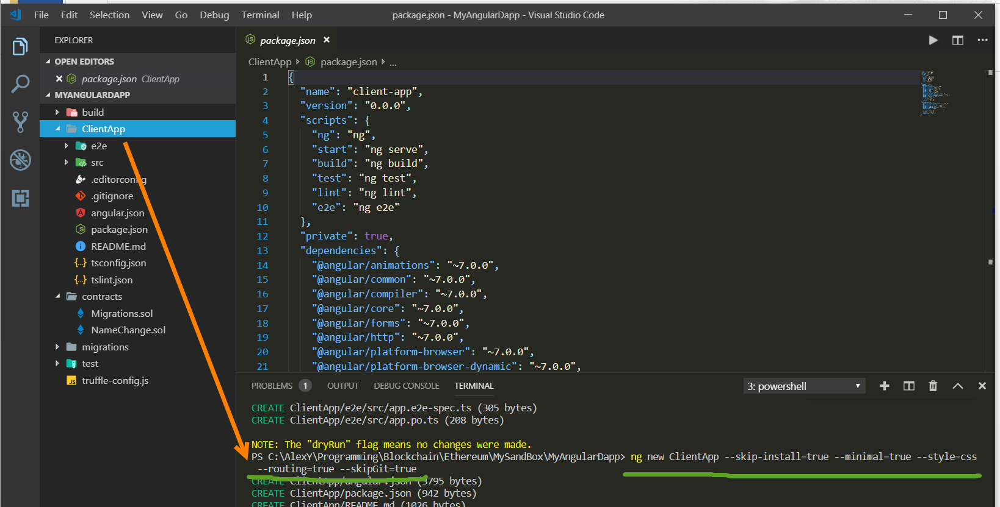 File Edit Selection View Go Debug Terminal Help
package.json - MyAngularDapp - Visual Studio Code
EXPLORER
OPEN EDITORS
package.json ClientApp
MYANGULARDAPP
build
ClientApp
e2e
src
.editorconfig
.gitignore
angular.json
package.json
README.md
tsconfig.json
tslint.json
contracts
Migrations.sol
NameChange.sol
migrations
test
truffle-config.js
package.json
ClientApp package.json ...
1 {
2 "name": "client-app",
3 "version": "0.0.0",
4 "scripts": {
5 "ng": "ng",
6 "start": "ng serve",
7 "build": "ng build",
8 "test": "ng test",
9 "lint": "ng lint",
10 "e2e": "ng e2e"
11 },
12 "private": true,
13 "dependencies": {
14 "@angular/animations": "~7.0.0",
15 "@angular/common": "~7.0.0",
16 "@angular/compiler": "~7.0.0",
17 "@angular/core": "~7.0.0",
18 "@angular/forms": "~7.0.0",
19 "@angular/http": "~7.0.0",
20 "@angular/platform-browser": "~7.0.0",
21 "@angular/platform-browser-dynamic": "~7.0.0",
PROBLEMS 1 OUTPUT DEBUG CONSOLE TERMINAL
3: powershell
CREATE ClientApp/e2e/src/app.e2e-spec.ts (305 bytes)
CREATE ClientApp/e2e/src/app.po.ts (208 bytes)
NOTE: The "dryRun" flag means no changes were made.
PS C:\AlexY\Programming\Blockchain\Ethereum\MySandBox\MyAngularDapp> ng new ClientApp --skip-install=true --minimal=true --style=css
--routing=true --skipGit=true
CREATE ClientApp/angular.json (3795 bytes)
CREATE ClientApp/package.json (942 bytes)
CREATE ClientApp/README.md (1026 bytes)